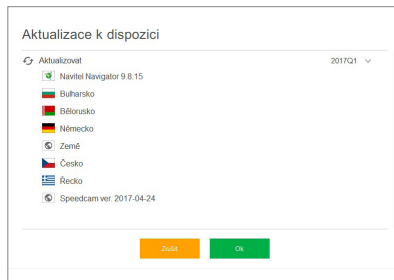 Aktualizace k dispozici
Aktualizovat 2017Q1
Navitel Navigator 9.8.15
Bulharsko
Bělorusko
Německo
Země
Česko
Řecko
Speedcam ver. 2017-04-24
Zrušit Ok